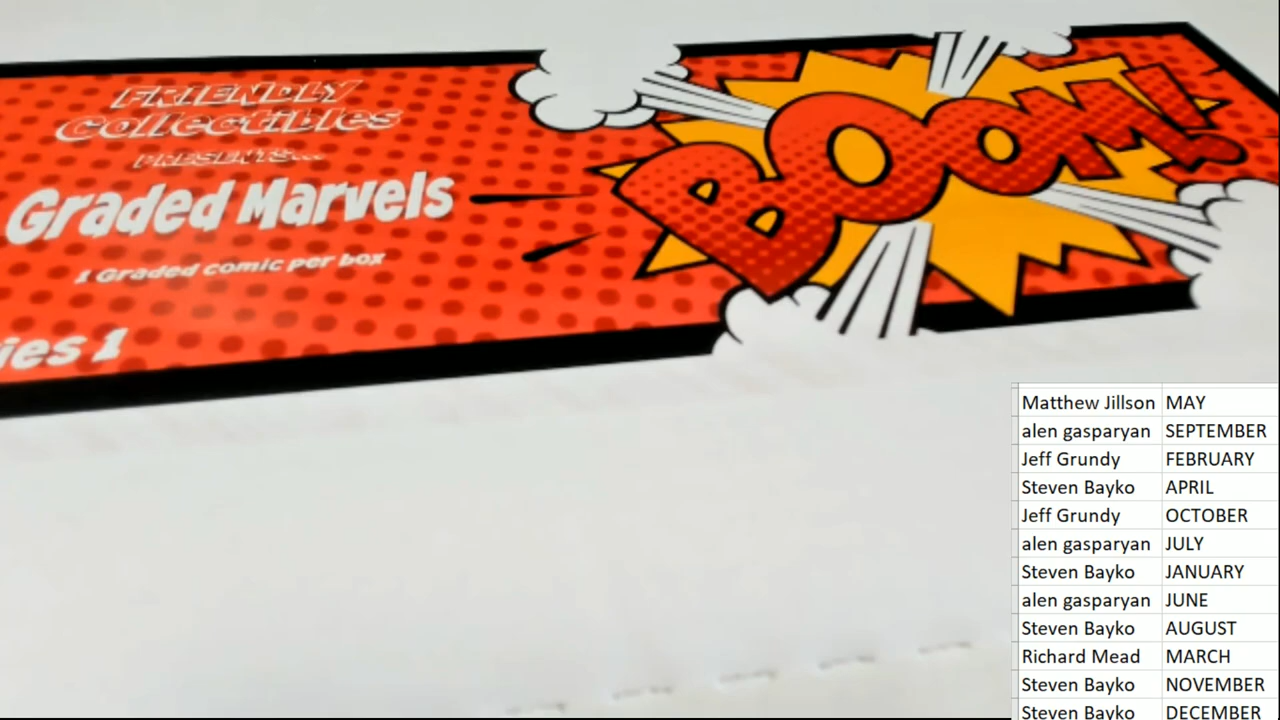 FRIENDLY
Collectibles
PRESENTS...
Graded Marvels
1 Graded comic per box
ies 1
BOOM!
Matthew Jillson MAY
alen gasparyan SEPTEMBER
Jeff Grundy FEBRUARY
Steven Bayko APRIL
Jeff Grundy OCTOBER
alen gasparyan JULY
Steven Bayko JANUARY
alen gasparyan JUNE
Steven Bayko AUGUST
Richard Mead MARCH
Steven Bayko NOVEMBER
Steven Bayko DECEMBER